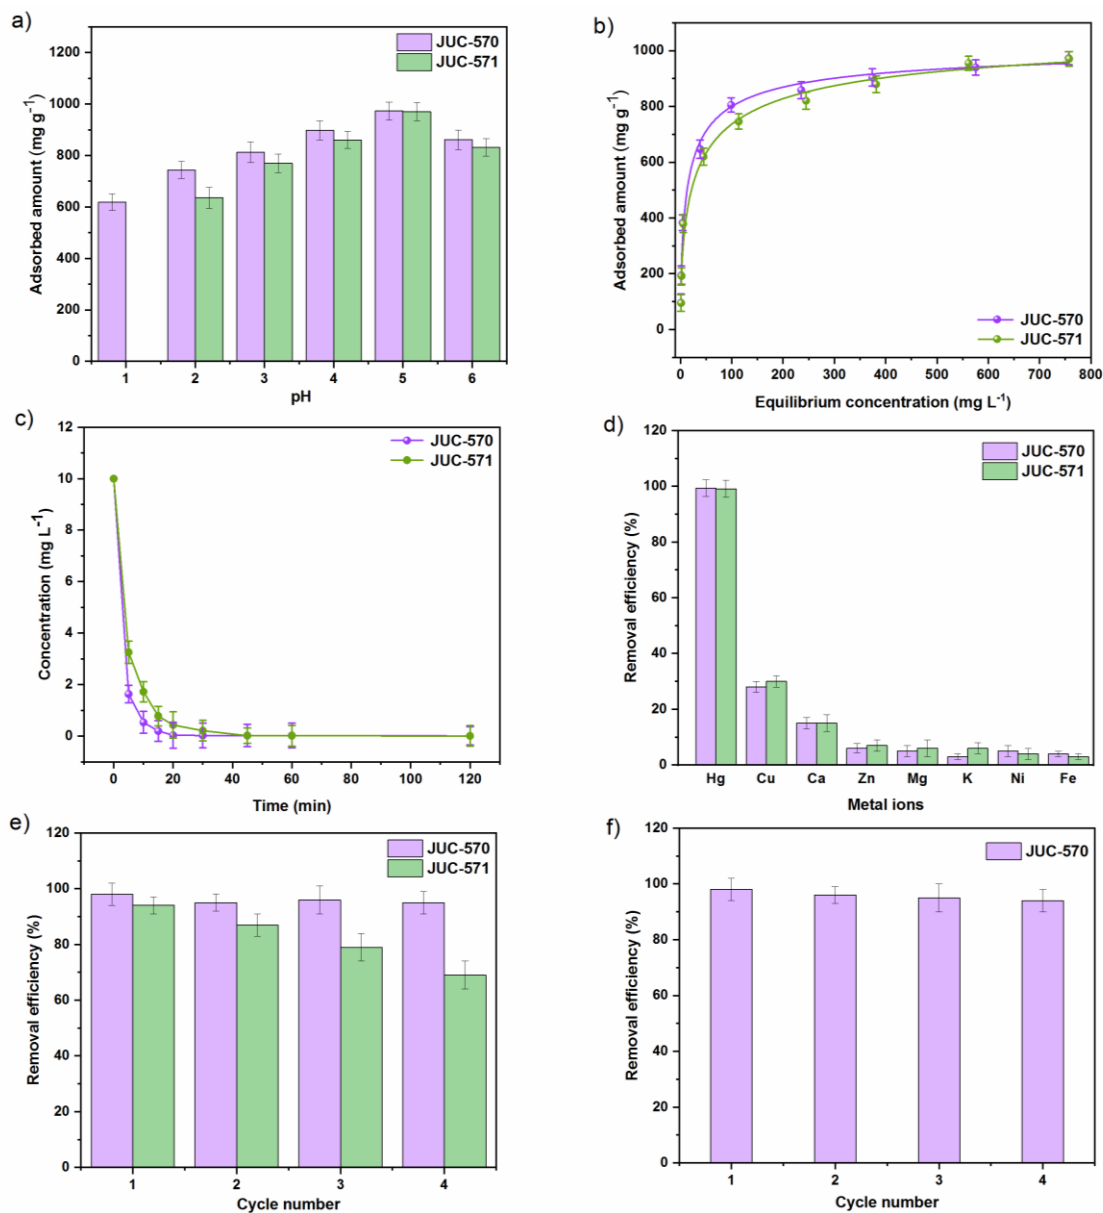 a)
JUC-570
JUC-571
Adsorbed amount (mg g⁻¹)
1200
1000
800
600
400
200
0
1 2 3 4 5 6
pH
b)
Adsorbed amount (mg g⁻¹)
1000
800
600
400
200
0
JUC-570
JUC-571
0 100 200 300 400 500 600 700 800
Equilibrium concentration (mg L⁻¹)
c)
JUC-570
JUC-571
Concentration (mg L⁻¹)
12
10
8
6
4
2
0
0 20 40 60 80 100 120
Time (min)
d)
JUC-570
JUC-571
Removal efficiency (%)
120
100
80
60
40
20
0
Hg Cu Ca Zn Mg K Ni Fe
Metal ions
e)
JUC-570
JUC-571
Removal efficiency (%)
120
100
80
60
40
20
0
1 2 3 4
Cycle number
f)
JUC-570
Removal efficiency (%)
120
100
80
60
40
20
0
1 2 3 4
Cycle number